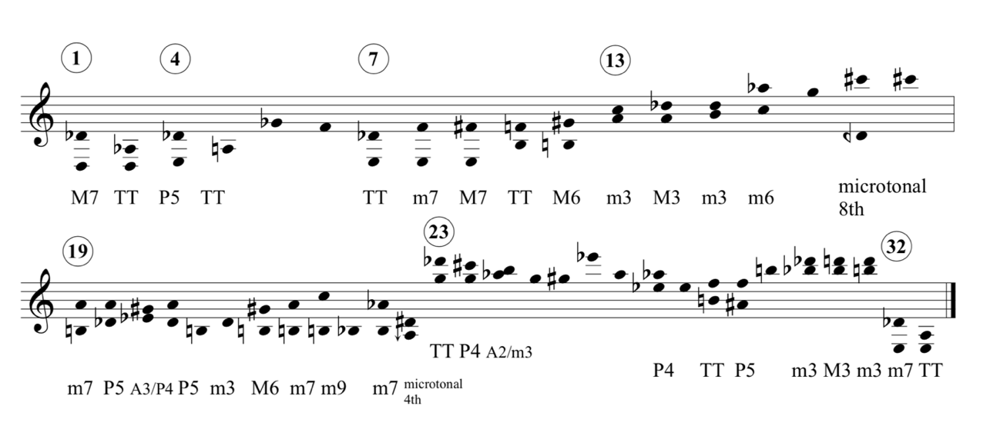 1 4 7 13
M7 TT P5 TT TT m7 M7 TT M6 m3 M3 m3 m6 microtonal
8th
19 23 32
TT P4 A2/m3
P4 TT P5 m3 M3 m3 m7 TT
m7 P5 A3/P4 P5 m3 M6 m7 m9 m7 microtonal
4th